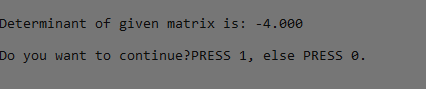 Determinant of given matrix is: -4.000
Do you want to continue?PRESS 1, else PRESS 0.